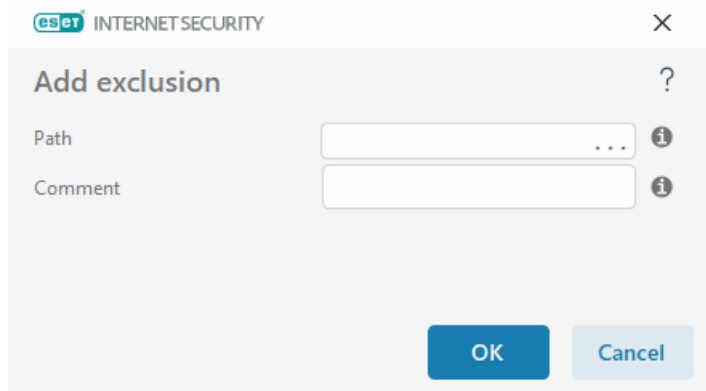 eset INTERNET SECURITY
Add exclusion
?
Path
...
Comment
OK
Cancel